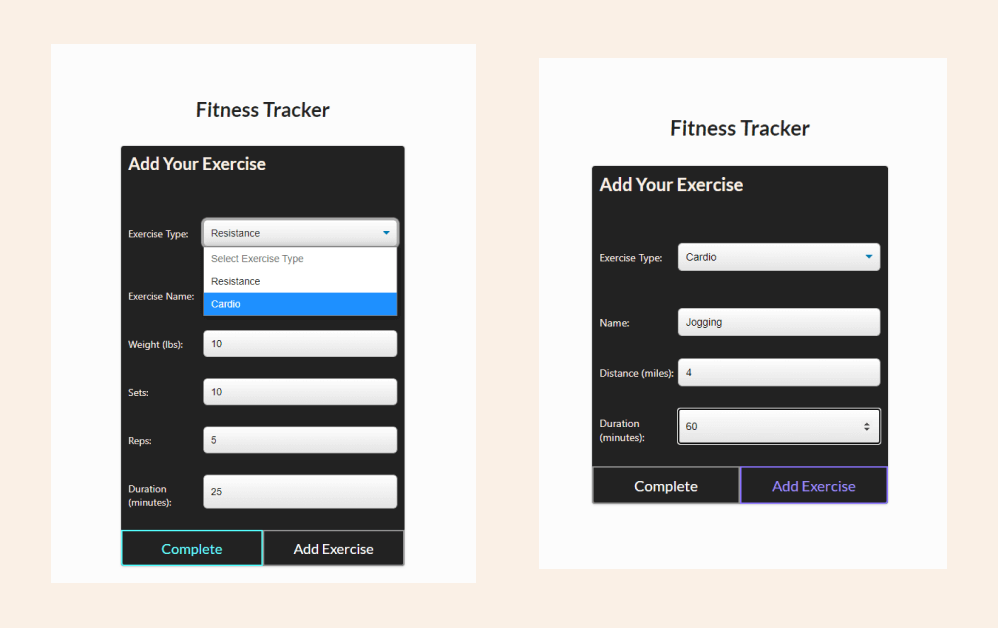 Fitness Tracker
Add Your Exercise
Exercise Type: Resistance
Select Exercise Type
Resistance
Cardio
Exercise Name:
Weight (lbs): 10
Sets: 10
Reps: 5
Duration
(minutes): 25
Complete Add Exercise
Fitness Tracker
Add Your Exercise
Exercise Type: Cardio
Name: Jogging
Distance (miles): 4
Duration
(minutes): 60
Complete Add Exercise